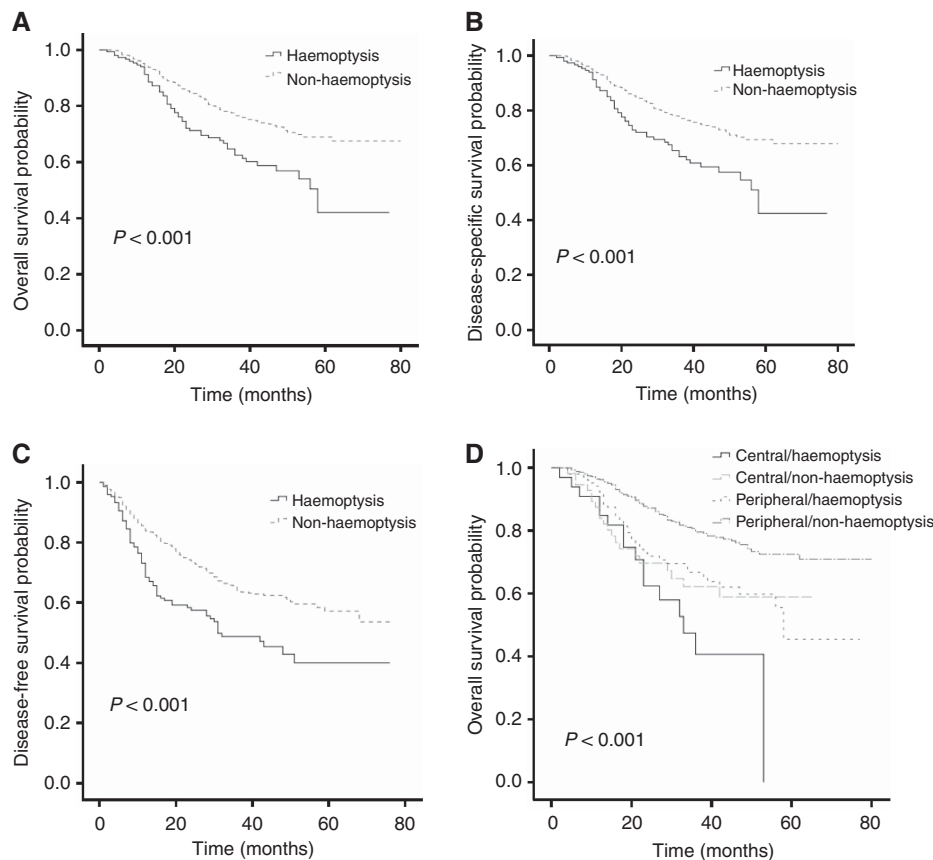 A
Overall survival probability
1.0
0.8
0.6
0.4
0.2
0.0
Haemoptysis
Non-haemoptysis
P < 0.001
0 20 40 60 80
Time (months)
B
Disease-specific survival probability
1.0
0.8
0.6
0.4
0.2
0.0
Haemoptysis
Non-haemoptysis
P < 0.001
0 20 40 60 80
Time (months)
C
Disease-free survival probability
1.0
0.8
0.6
0.4
0.2
0.0
Haemoptysis
Non-haemoptysis
P < 0.001
0 20 40 60 80
Time (months)
D
Overall survival probability
1.0
0.8
0.6
0.4
0.2
0.0
Central/haemoptysis
Central/non-haemoptysis
Peripheral/haemoptysis
Peripheral/non-haemoptysis
P < 0.001
0 20 40 60 80
Time (months)